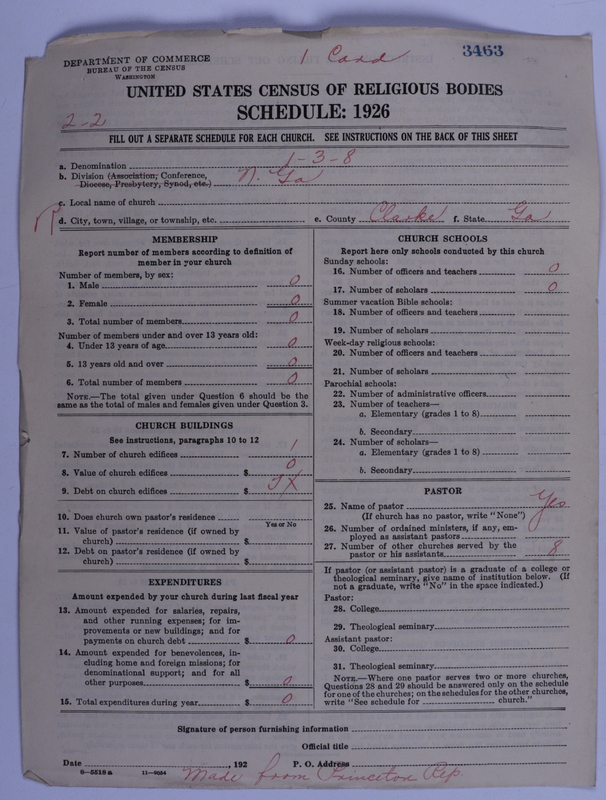 DEPARTMENT OF COMMERCE
BUREAU OF THE CENSUS
WASHINGTON
1 Card
3463
UNITED STATES CENSUS OF RELIGIOUS BODIES
SCHEDULE: 1926
2-2
FILL OUT A SEPARATE SCHEDULE FOR EACH CHURCH. SEE INSTRUCTIONS ON THE BACK OF THIS SHEET
a. Denomination 1-3-8
b. Division (Association, Conference, Diocese, Presbytery, Synod, etc.) N. Ga
c. Local name of church
d. City, town, village, or township, etc. e. County Clarke f. State Ga
MEMBERSHIP
Report number of members according to definition of
member in your church
Number of members, by sex:
1. Male 0
2. Female 0
3. Total number of members 0
Number of members under and over 13 years old:
4. Under 13 years of age 0
5. 13 years old and over 0
6. Total number of members 0
NOTE.—The total given under Question 6 should be the
same as the total of males and females given under Question 3.
CHURCH BUILDINGS
See instructions, paragraphs 10 to 12
7. Number of church edifices 1
8. Value of church edifices $ 0
9. Debt on church edifices $
10. Does church own pastor's residence
Yes or No
11. Value of pastor's residence (if owned by
church) $
12. Debt on pastor's residence (if owned by
church) $
EXPENDITURES
Amount expended by your church during last fiscal year
13. Amount expended for salaries, repairs,
and other running expenses; for im-
provements or new buildings; and for
payments on church debt $ 0
14. Amount expended for benevolences, in-
cluding home and foreign missions; for
denominational support; and for all
other purposes $ 0
15. Total expenditures during year $ 0
CHURCH SCHOOLS
Report here only schools conducted by this church
Sunday schools:
16. Number of officers and teachers 0
17. Number of scholars 0
Summer vacation Bible schools:
18. Number of officers and teachers
19. Number of scholars
Week-day religious schools:
20. Number of officers and teachers
21. Number of scholars
Parochial schools:
22. Number of administrative officers
23. Number of teachers—
a. Elementary (grades 1 to 8)
b. Secondary
24. Number of scholars—
a. Elementary (grades 1 to 8)
b. Secondary
PASTOR
25. Name of pastor Yes
(If church has no pastor, write "None")
26. Number of ordained ministers, if any, em-
ployed as assistant pastors
27. Number of other churches served by the
pastor or his assistants 8
If pastor (or assistant pastor) is a graduate of a college or
theological seminary, give name of institution below. (If
not a graduate, write "No" in the space indicated.)
Pastor:
28. College
29. Theological seminary
Assistant pastor:
30. College
31. Theological seminary
NOTE.—Where one pastor serves two or more churches,
Questions 28 and 29 should be answered only on the schedule
for one of the churches; on the schedules for the other churches,
write "See schedule for church."
Signature of person furnishing information
Official title
Date , 192 P. O. Address
8—5518a 11—9064
Made from Princeton Rep.